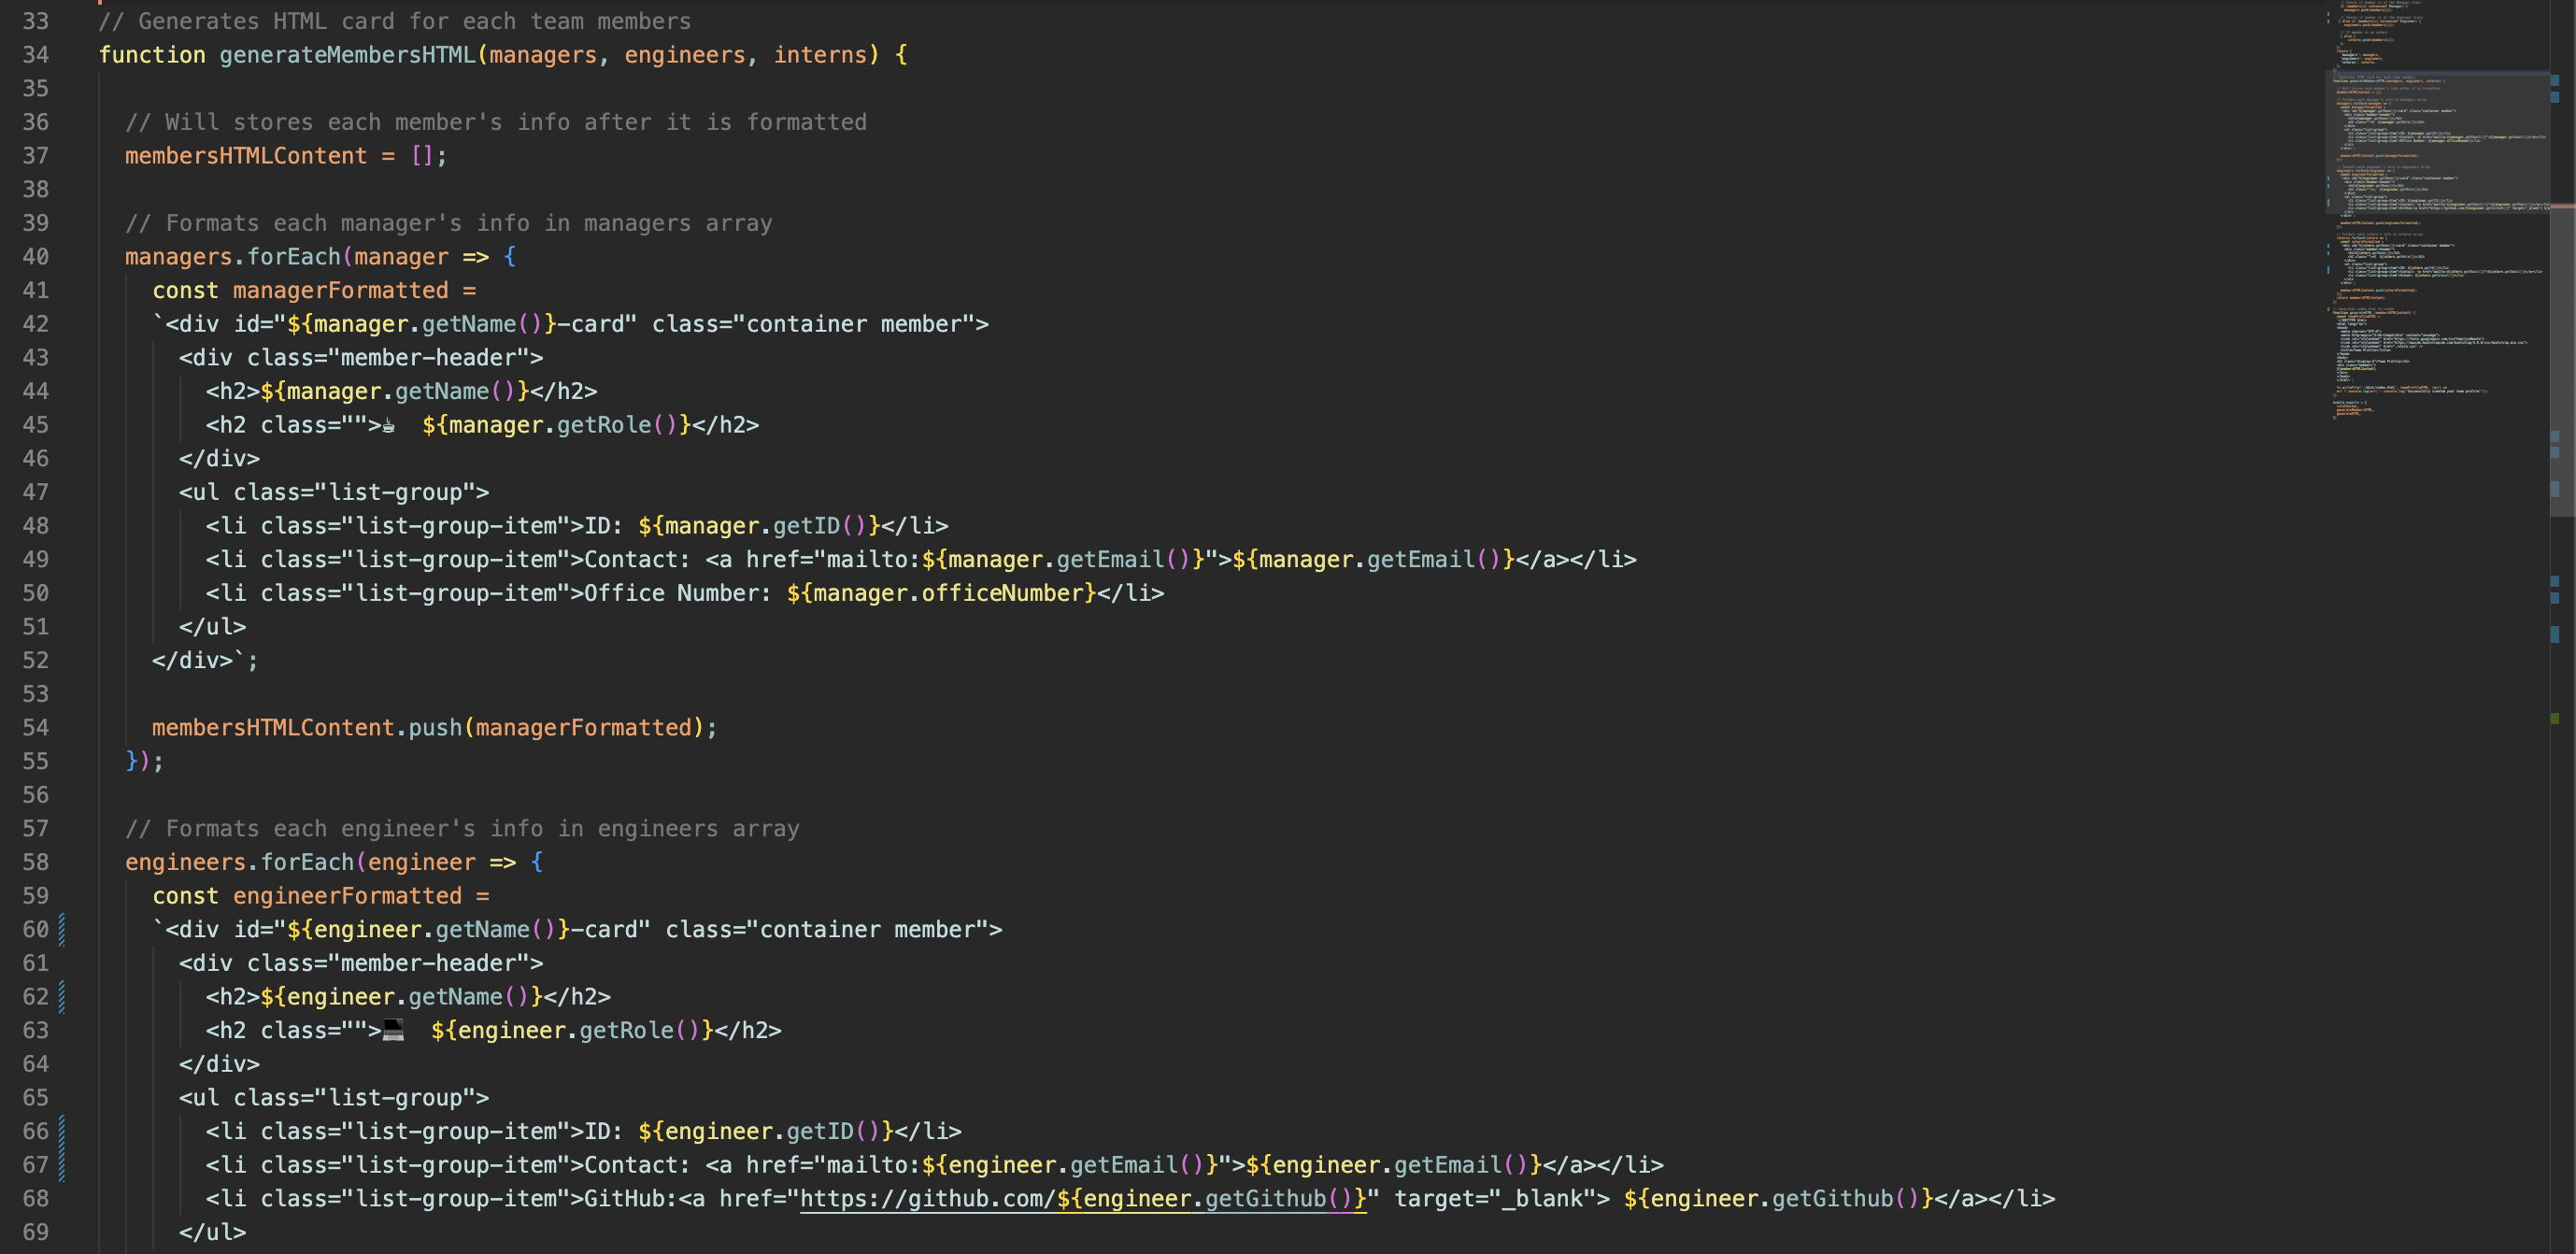 33 // Generates HTML card for each team members
34 function generateMembersHTML(managers, engineers, interns) {
35
36 // Will stores each member's info after it is formatted
37 membersHTMLContent = [];
38
39 // Formats each manager's info in managers array
40 managers.forEach(manager => {
41 const managerFormatted =
42 `<div id="${manager.getName()}-card" class="container member">
43 <div class="member-header">
44 <h2>${manager.getName()}</h2>
45 <h2 class="">☕ ${manager.getRole()}</h2>
46 </div>
47 <ul class="list-group">
48 <li class="list-group-item">ID: ${manager.getID()}</li>
49 <li class="list-group-item">Contact: <a href="mailto:${manager.getEmail()}">${manager.getEmail()}</a></li>
50 <li class="list-group-item">Office Number: ${manager.officeNumber}</li>
51 </ul>
52 </div>`;
53
54 membersHTMLContent.push(managerFormatted);
55 });
56
57 // Formats each engineer's info in engineers array
58 engineers.forEach(engineer => {
59 const engineerFormatted =
60 `<div id="${engineer.getName()}-card" class="container member">
61 <div class="member-header">
62 <h2>${engineer.getName()}</h2>
63 <h2 class="">💻 ${engineer.getRole()}</h2>
64 </div>
65 <ul class="list-group">
66 <li class="list-group-item">ID: ${engineer.getID()}</li>
67 <li class="list-group-item">Contact: <a href="mailto:${engineer.getEmail()}">${engineer.getEmail()}</a></li>
68 <li class="list-group-item">GitHub:<a href="https://github.com/${engineer.getGithub()}" target="_blank"> ${engineer.getGithub()}</a></li>
69 </ul>